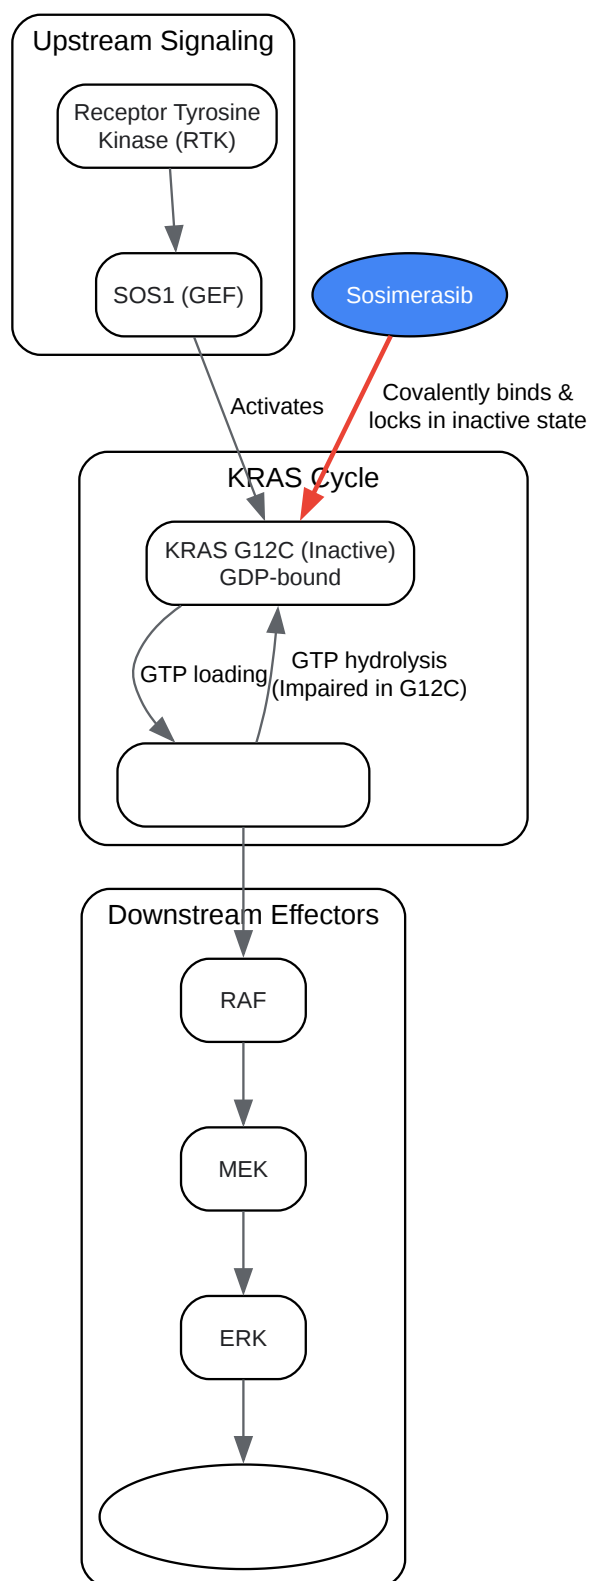 Upstream Signaling
Receptor Tyrosine
Kinase (RTK)
SOS1 (GEF)
Sosimerasib
Activates
Covalently binds &
locks in inactive state
KRAS Cycle
KRAS G12C (Inactive)
GDP-bound
GTP loading
GTP hydrolysis
(Impaired in G12C)
Downstream Effectors
RAF
MEK
ERK